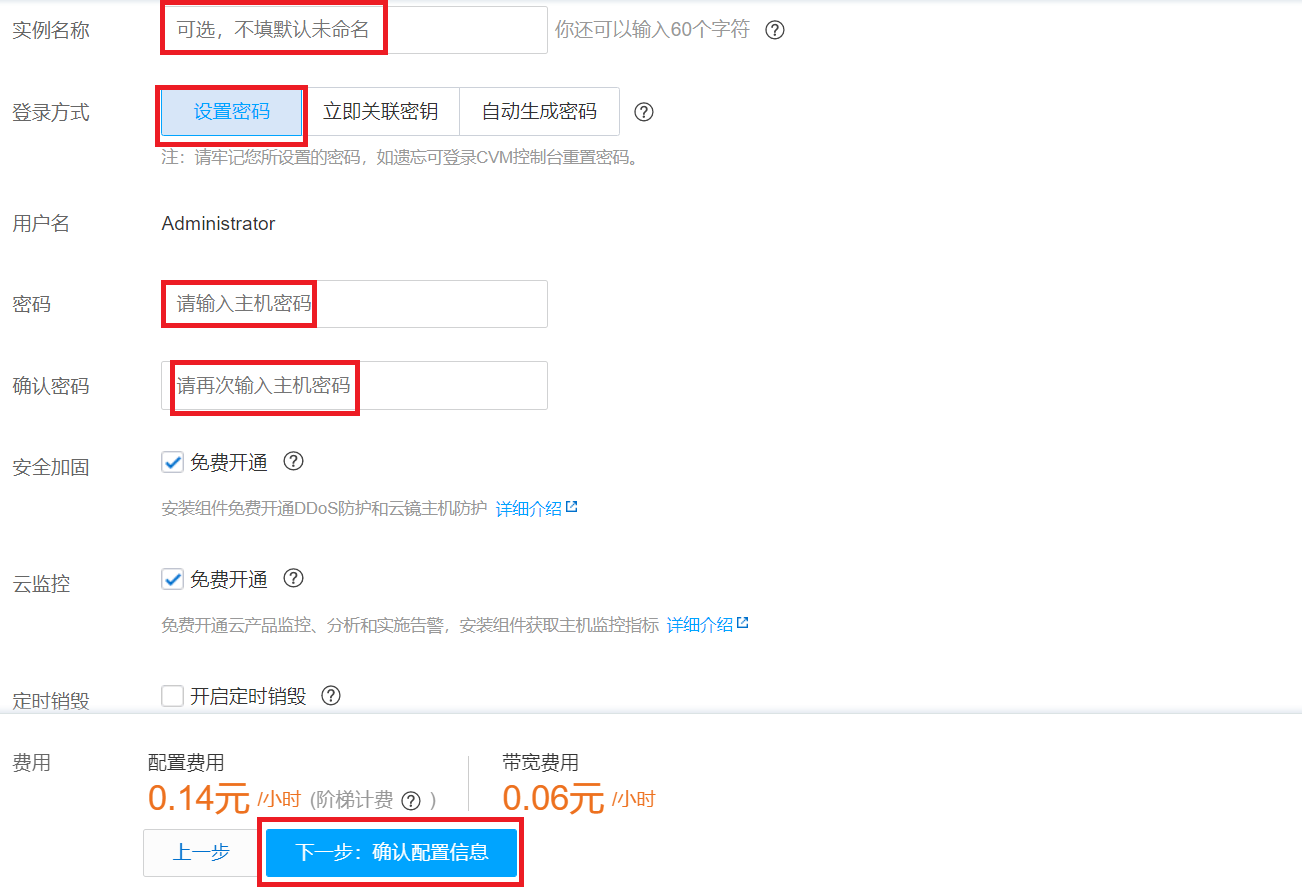 实例名称 可选，不填默认未命名 你还可以输入60个字符
登录方式 设置密码 立即关联密钥 自动生成密码
注：请牢记您所设置的密码，如遗忘可登录CVM控制台重置密码。
用户名 Administrator
密码 请输入主机密码
确认密码 请再次输入主机密码
安全加固 免费开通
安装组件免费开通DDoS防护和云镜主机防护 详细介绍
云监控 免费开通
免费开通云产品监控、分析和实施告警，安装组件获取主机监控指标 详细介绍
定时销毁 开启定时销毁
费用 配置费用 带宽费用
0.14元 /小时 (阶梯计费 ) 0.06元 /小时
上一步 下一步：确认配置信息